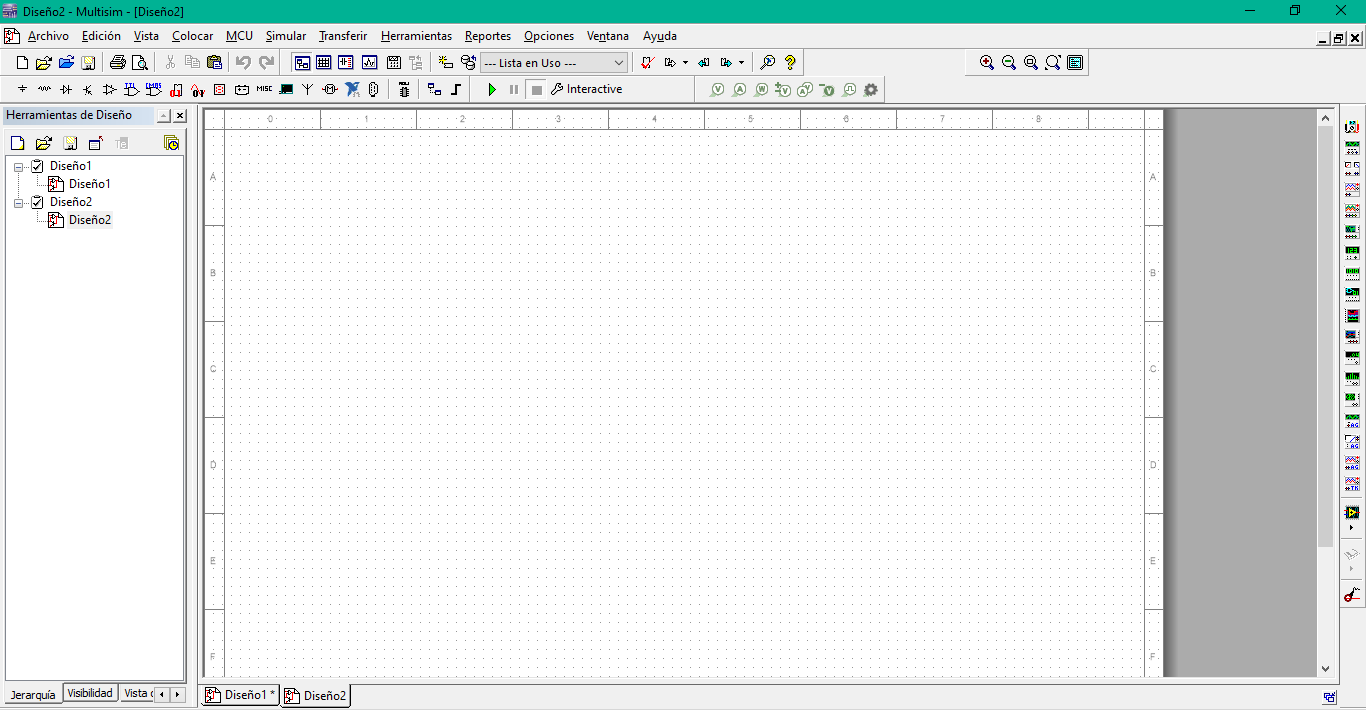 Diseño2 - Multisim - [Diseño2]
Archivo Edición Vista Colocar MCU Simular Transferir Herramientas Reportes Opciones Ventana Ayuda
--- Lista en Uso ---
MISC Interactive
Herramientas de Diseño
0 1 2 3 4 5 6 7 8
Diseño1
Diseño1
Diseño2
Diseño2
A A
B B
C C
D D
E E
F F
Jerarquía Visibilidad Vista
Diseño1 * Diseño2